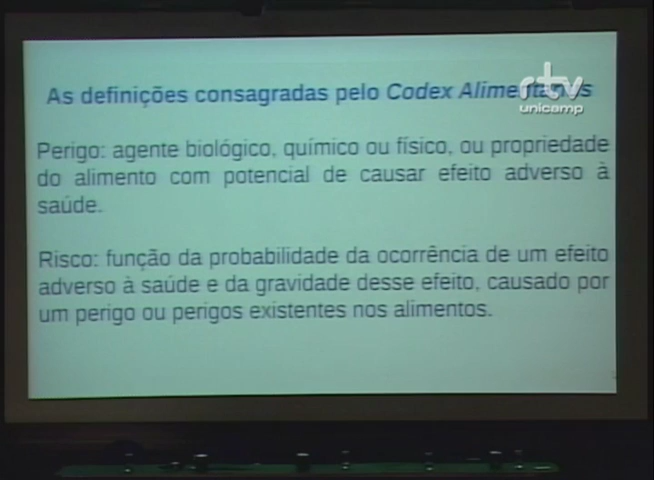 As definições consagradas pelo Codex Alimentarius
rtv
unicamp
Perigo: agente biológico, químico ou físico, ou propriedade
do alimento com potencial de causar efeito adverso à
saúde.
Risco: função da probabilidade da ocorrência de um efeito
adverso à saúde e da gravidade desse efeito, causado por
um perigo ou perigos existentes nos alimentos.